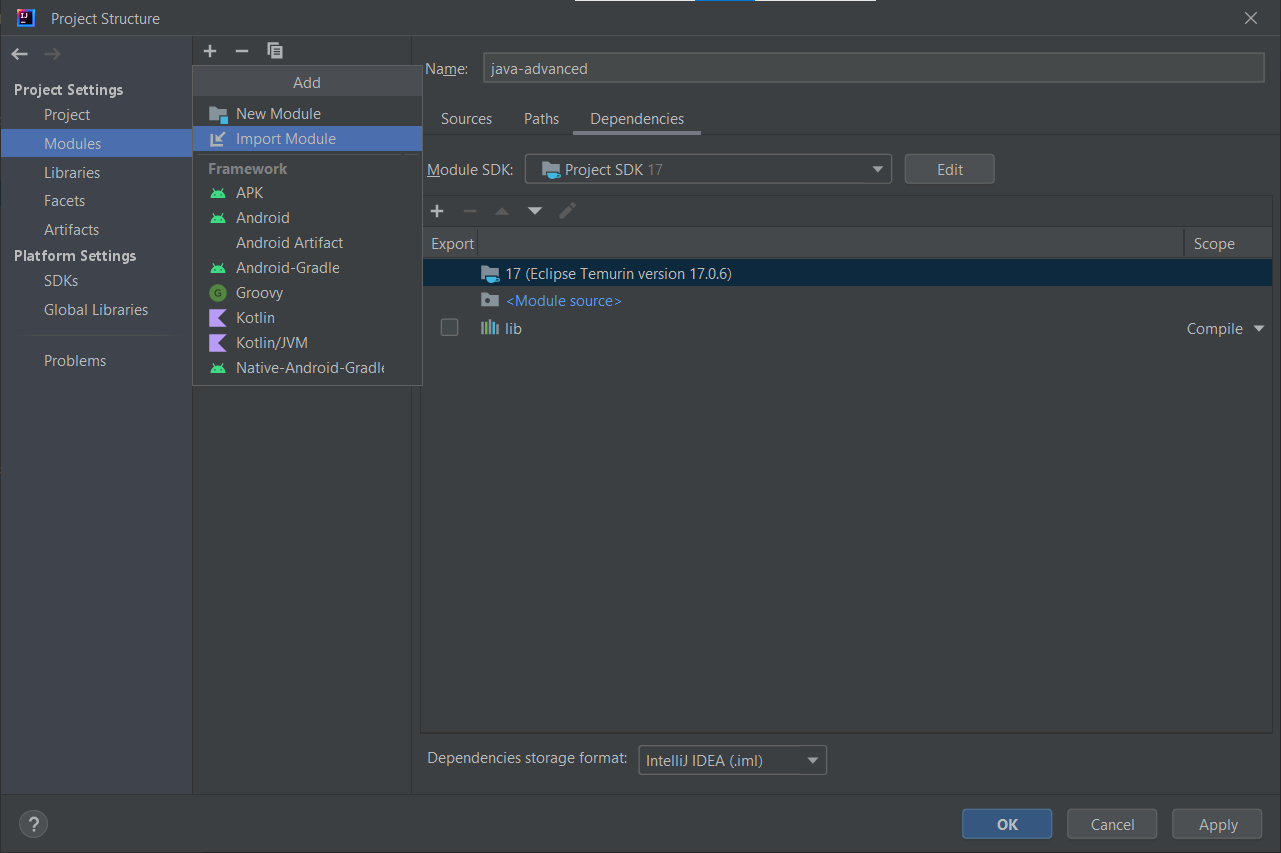 Project Structure
Project Settings
Project
Modules
Libraries
Facets
Artifacts
Platform Settings
SDKs
Global Libraries
Problems
Add
New Module
Import Module
Framework
APK
Android
Android Artifact
Android-Gradle
Groovy
Kotlin
Kotlin/JVM
Native-Android-Gradle
Name: java-advanced
Sources Paths Dependencies
Module SDK: Project SDK 17 Edit
Export Scope
17 (Eclipse Temurin version 17.0.6)
<Module source>
lib Compile
Dependencies storage format: IntelliJ IDEA (.iml)
? OK Cancel Apply